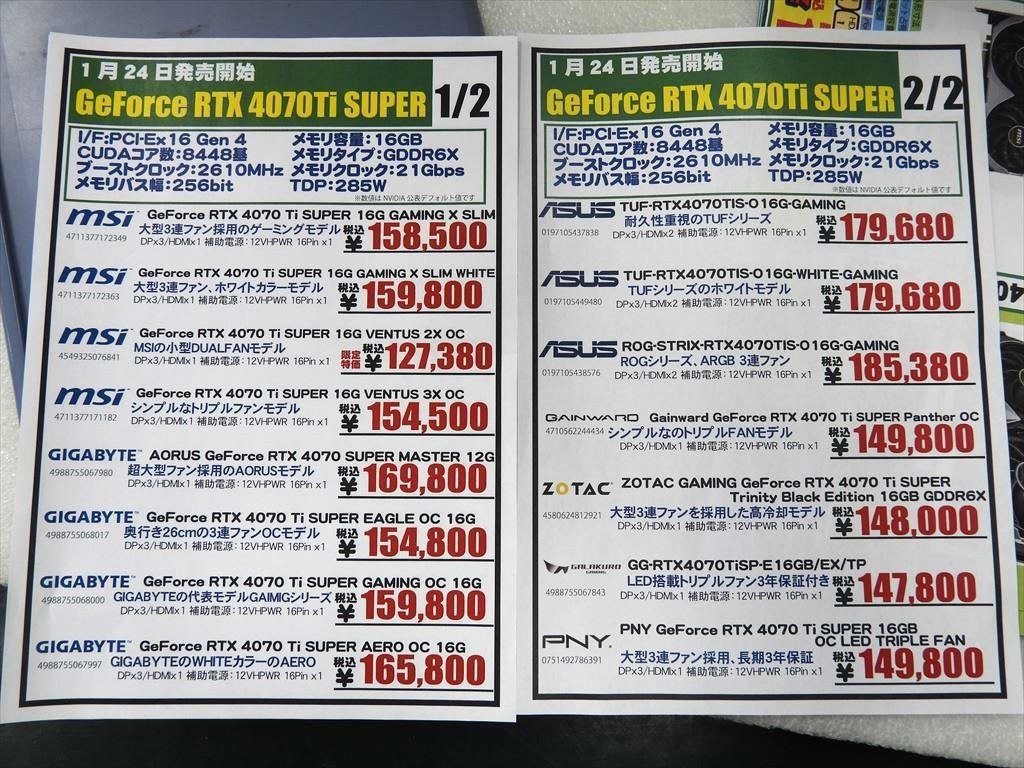 1月24日発売開始
GeForce RTX 4070Ti SUPER 1/2
I/F:PCI-Ex16 Gen 4 メモリ容量:16GB
CUDAコア数:8448基 メモリタイプ:GDDR6X
ブーストクロック:2610MHz メモリクロック:21Gbps
メモリバス幅:256bit TDP:285W
※数値は NVIDIA 公表デフォルト値です
msi GeForce RTX 4070 Ti SUPER 16G GAMING X SLIM
4711377172349 大型3連ファン採用のゲーミングモデル
DPx3/HDMIx1 補助電源:12VHPWR 16Pin x1 税込 ¥158,500
msi GeForce RTX 4070 Ti SUPER 16G GAMING X SLIM WHITE
4711377172363 大型3連ファン、ホワイトカラーモデル
DPx3/HDMIx1 補助電源:12VHPWR 16Pin x1 税込 ¥159,800
msi GeForce RTX 4070 Ti SUPER 16G VENTUS 2X OC
4549325076841 MSIの小型DUALFANモデル
DPx3/HDMIx1 補助電源:12VHPWR 16Pin x1 限定特価 税込 ¥127,380
msi GeForce RTX 4070 Ti SUPER 16G VENTUS 3X OC
4711377171182 シンプルなトリプルファンモデル
DPx3/HDMIx1 補助電源:12VHPWR 16Pin x1 税込 ¥154,500
GIGABYTE™ AORUS GeForce RTX 4070 SUPER MASTER 12G
4988755067980 超大型ファン採用のAORUSモデル
DPx3/HDMIx1 補助電源:12VHPWR 16Pin x1 税込 ¥169,800
GIGABYTE™ GeForce RTX 4070 Ti SUPER EAGLE OC 16G
4988755068017 奥行き26cmの3連ファンOCモデル
DPx3/HDMIx1 補助電源:12VHPWR 16Pin x1 税込 ¥154,800
GIGABYTE™ GeForce RTX 4070 Ti SUPER GAMING OC 16G
4988755068000 GIGABYTEの代表モデルGAIMIGシリーズ
DPx3/HDMIx1 補助電源:12VHPWR 16Pin x1 税込 ¥159,800
GIGABYTE™ GeForce RTX 4070 Ti SUPER AERO OC 16G
4988755067997 GIGABYTEのWHITEカラーのAERO
DPx3/HDMIx1 補助電源:12VHPWR 16Pin x1 税込 ¥165,800
1月24日発売開始
GeForce RTX 4070Ti SUPER 2/2
I/F:PCI-Ex16 Gen 4 メモリ容量:16GB
CUDAコア数:8448基 メモリタイプ:GDDR6X
ブーストクロック:2610MHz メモリクロック:21Gbps
メモリバス幅:256bit TDP:285W
※数値は NVIDIA 公表デフォルト値です
ASUS TUF-RTX4070TIS-O16G-GAMING
0197105437838 耐久性重視のTUFシリーズ
DPx3/HDMIx2 補助電源:12VHPWR 16Pin x1 税込 ¥179,680
ASUS TUF-RTX4070TIS-O16G-WHITE-GAMING
0197105449480 TUFシリーズのホワイトモデル
DPx3/HDMIx2 補助電源:12VHPWR 16Pin x1 税込 ¥179,680
ASUS ROG-STRIX-RTX4070TIS-O16G-GAMING
0197105438576 ROGシリーズ、ARGB 3連ファン
DPx3/HDMIx2 補助電源:12VHPWR 16Pin x1 税込 ¥185,380
GAINWARD Gainward GeForce RTX 4070 Ti SUPER Panther OC
4710562244434 シンプルなのトリプルFANモデル
DPx3/HDMIx1 補助電源:12VHPWR 16Pin x1 税込 ¥149,800
ZOTAC ZOTAC GAMING GeForce RTX 4070 Ti SUPER
Trinity Black Edition 16GB GDDR6X
4580624812921 大型3連ファンを採用した高冷却モデル
DPx3/HDMIx1 補助電源:12VHPWR 16Pin x1 税込 ¥148,000
GALAKURO GAMING GG-RTX4070TiSP-E16GB/EX/TP
4988755067843 LED搭載トリプルファン3年保証付き
DPx3/HDMIx1 補助電源:12VHPWR 16Pin x1 税込 ¥147,800
PNY. PNY GeForce RTX 4070 Ti SUPER 16GB
OC LED TRIPLE FAN
0751492786391 大型3連ファン採用、長期3年保証
DPx3/HDMIx1 補助電源:12VHPWR 16Pin x1 税込 ¥149,800